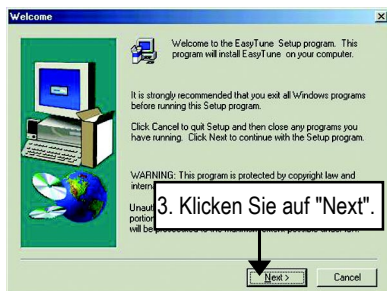 Welcome
Welcome to the EasyTune Setup program. This
program will install EasyTune on your computer.
It is strongly recommended that you exit all Windows programs
before running this Setup program.
Click Cancel to quit Setup and then close any programs you
have running. Click Next to continue with the Setup program.
WARNING: This program is protected by copyright law and
3. Klicken Sie auf "Next".
will be
Next >
Cancel